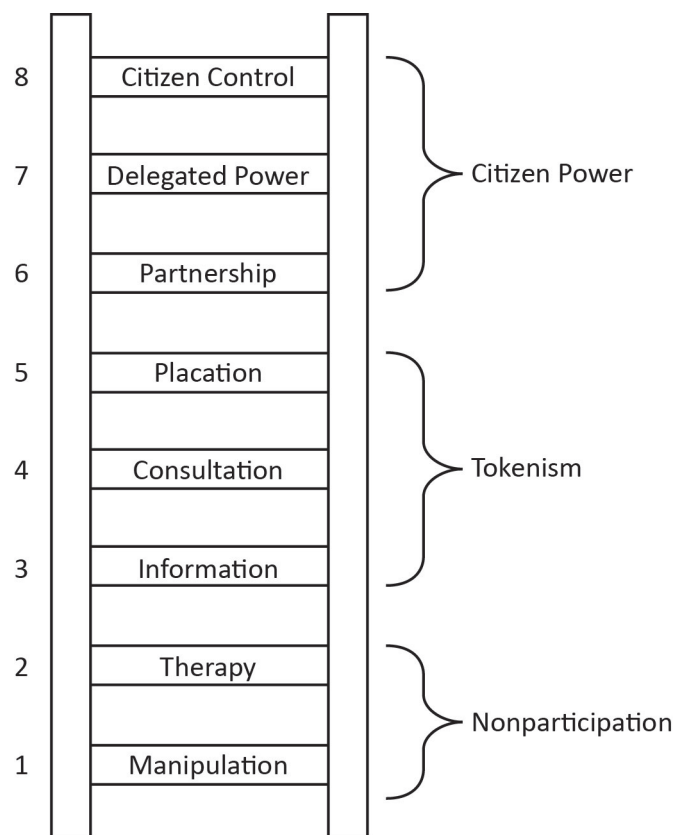 8 Citizen Control
7 Delegated Power
Citizen Power
6 Partnership
5 Placation
4 Consultation
Tokenism
3 Information
2 Therapy
Nonparticipation
1 Manipulation